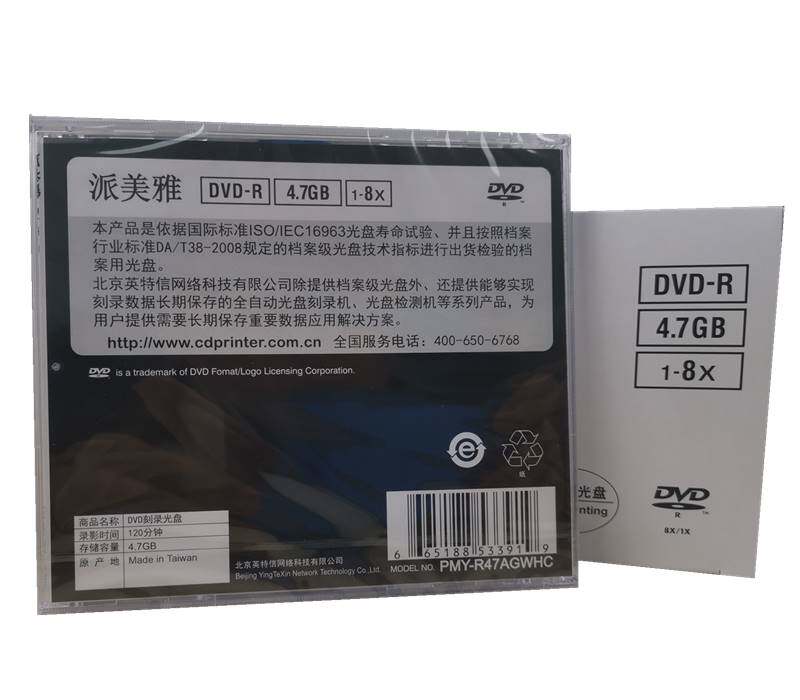 派美雅 DVD-R 4.7GB 1-8X DVD R
本产品是依据国际标准ISO/IEC16963光盘寿命试验、并且按照档案
行业标准DA/T38-2008规定的档案级光盘技术指标进行出货检验的档
案用光盘。
北京英特信网络科技有限公司除提供档案级光盘外、还提供能够实现
刻录数据长期保存的全自动光盘刻录机、光盘检测机等系列产品，为
用户提供需要长期保存重要数据应用解决方案。
http://www.cdprinter.com.cn 全国服务电话：400-650-6768
DVD is a trademark of DVD Fomat/Logo Licensing Corporation.
e
纸
商品名称 DVD刻录光盘
录影时间 120分钟
存储容量 4.7GB
原产地 Made in Taiwan
北京英特信网络科技有限公司
Beijing YingTeXin Network Technology Co.,Ltd.
6 65188 53391 9
MODEL NO. PMY-R47AGWHC
DVD-R
4.7GB
1-8X
光盘
nting
DVD TM
R
8X/1X